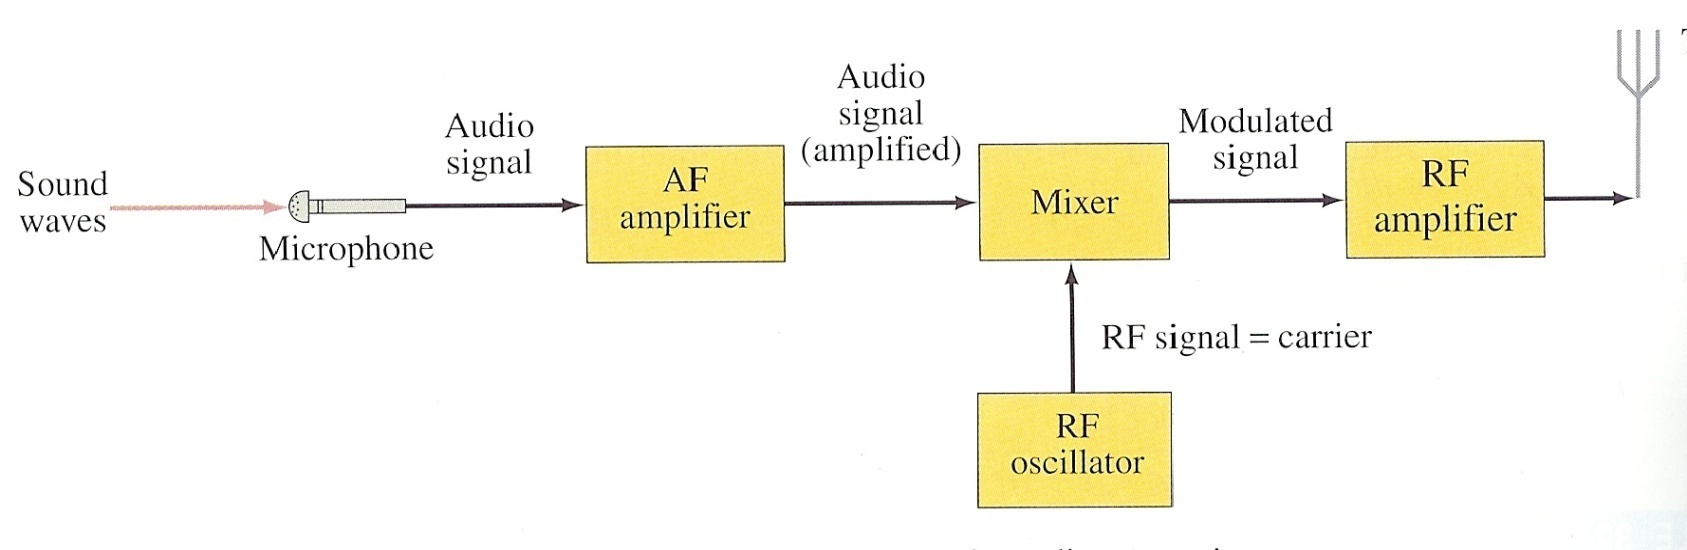 Sound
waves
Microphone
Audio
signal
AF
amplifier
Audio
signal
(amplified)
Mixer
Modulated
signal
RF
amplifier
RF signal = carrier
RF
oscillator